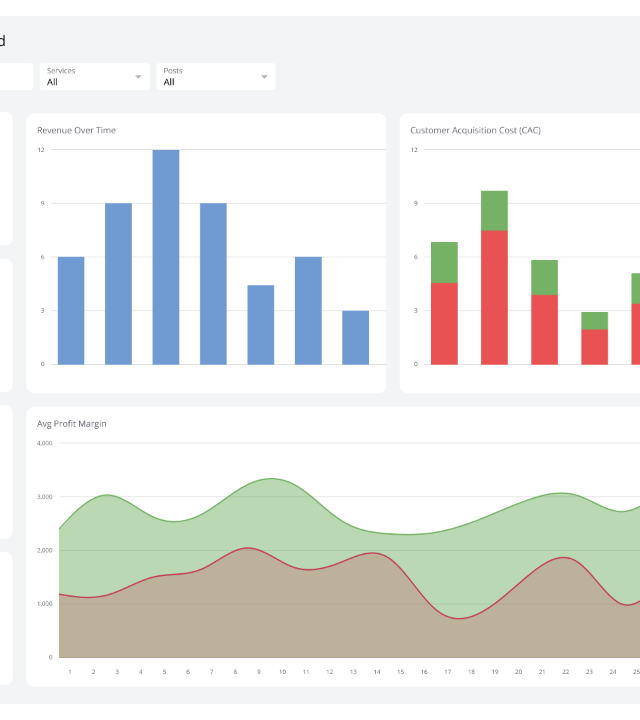 d
Services
Posts
All
All
Revenue Over Time
Customer Acquisition Cost (CAC)
12
9
6
3
0
12
9
6
3
0
Avg Profit Margin
4,000
3,000
2,000
1,000
0
1 2 3 4 5 6 7 8 9 10 11 12 13 14 15 16 17 18 19 20 21 22 23 24 25